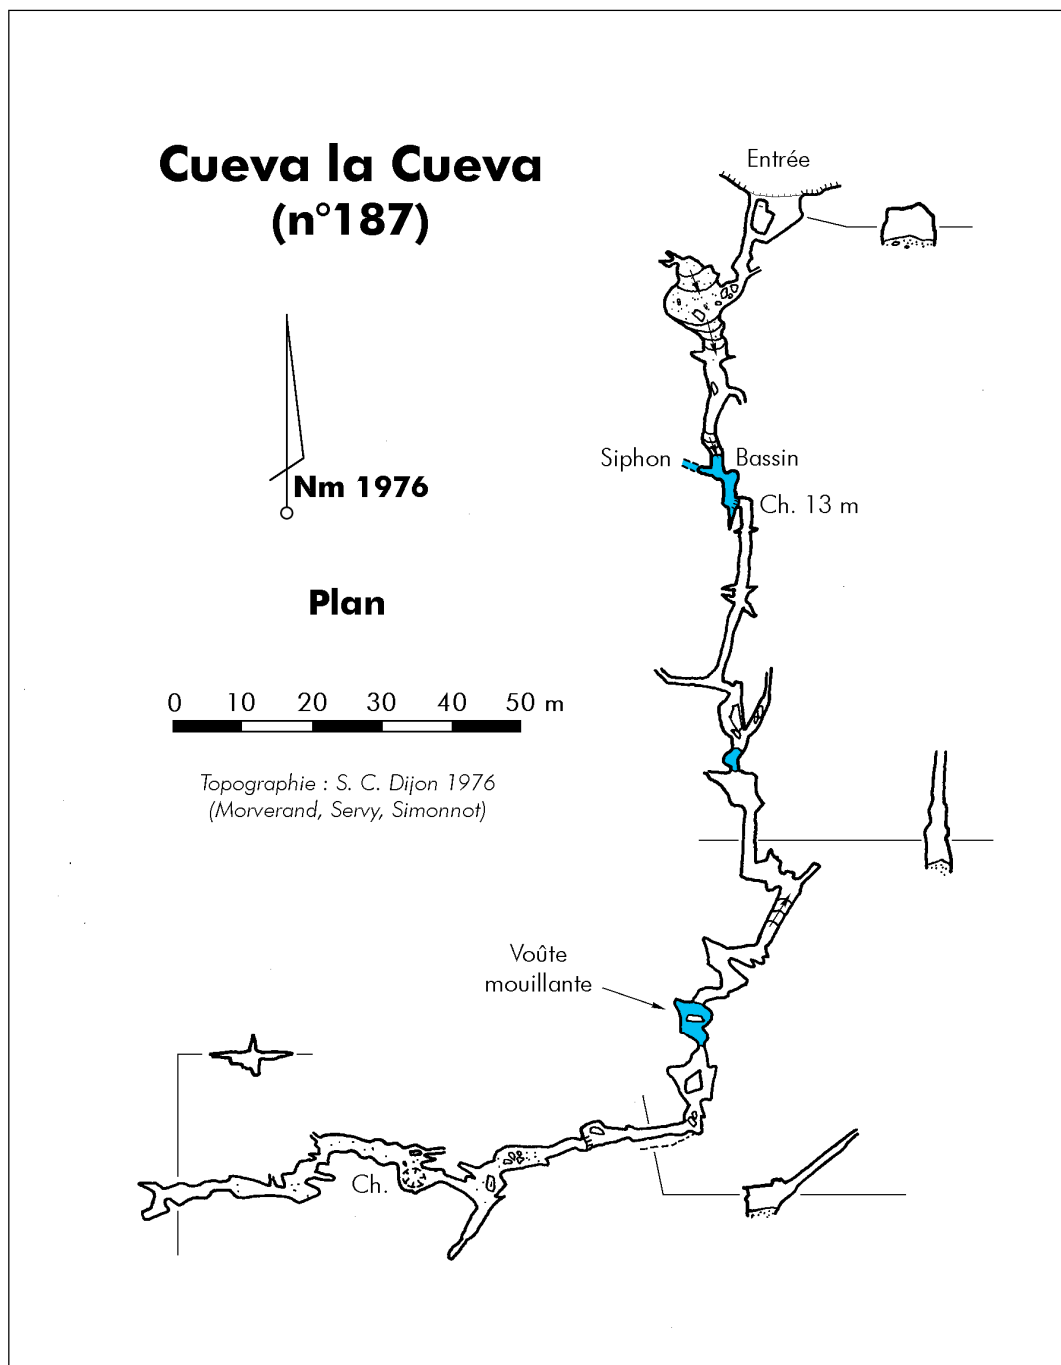 Cueva la Cueva
(n°187)
Entrée
Siphon
Bassin
Nm 1976
Ch. 13 m
Plan
0 10 20 30 40 50 m
Topographie : S. C. Dijon 1976
(Morverand, Servy, Simonnot)
Voûte
mouillante
Ch.